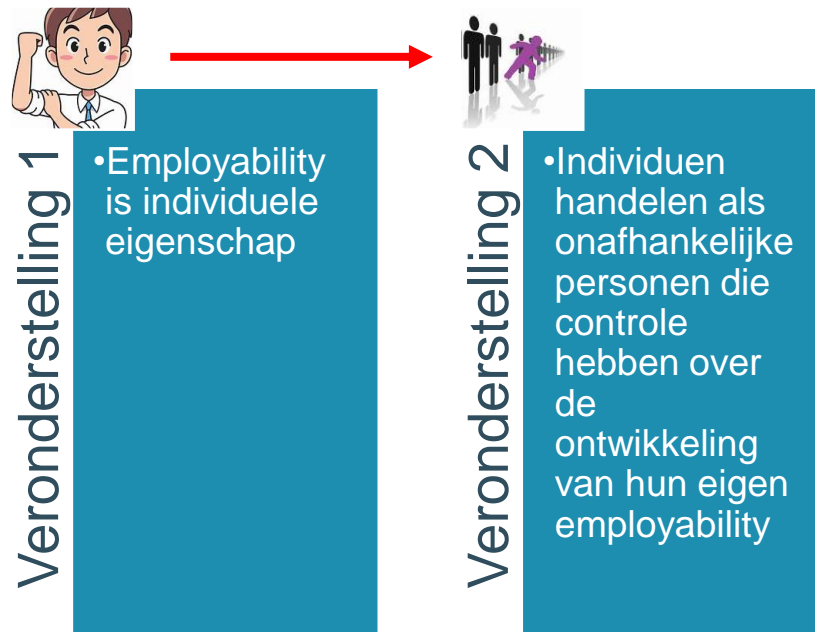 Veronderstelling 1
•Employability
is individuele
eigenschap
Veronderstelling 2
•Individuen
handelen als
onafhankelijke
personen die
controle
hebben over
de
ontwikkeling
van hun eigen
employability